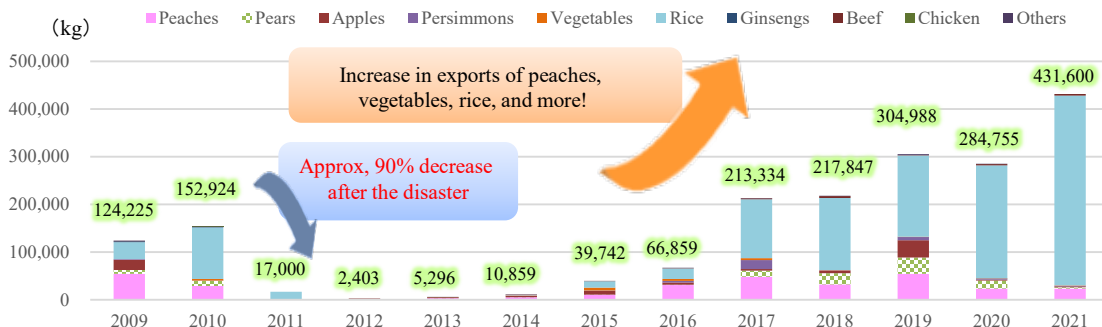 Peaches Pears Apples Persimmons Vegetables Rice Ginsengs Beef Chicken Others
(kg)
500,000
400,000
300,000
200,000
100,000
0
Increase in exports of peaches,
vegetables, rice, and more!
Approx, 90% decrease
after the disaster
124,225
152,924
17,000
2,403
5,296
10,859
39,742
66,859
213,334
217,847
304,988
284,755
431,600
2009 2010 2011 2012 2013 2014 2015 2016 2017 2018 2019 2020 2021